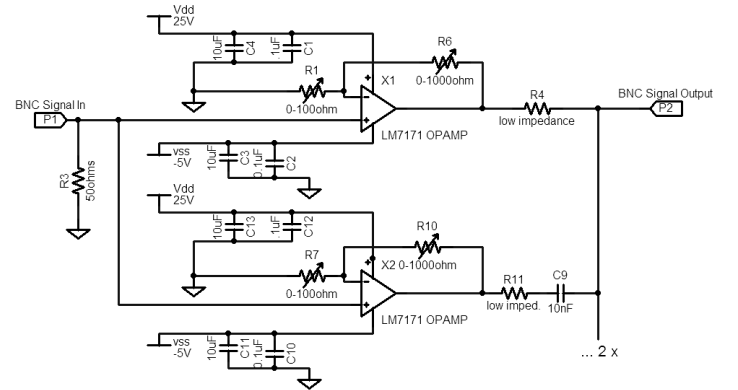 Vdd
25V
10uF
C4
.1uF
C1
R6
0-1000ohm
R1
0-100ohm
X1
LM7171 OPAMP
R4
low impedance
BNC Signal Output
P2
BNC Signal In
P1
R3
50ohms
vss
-5V
10uF
C3
0.1uF
C2
Vdd
25V
10uF
C13
.1uF
C12
R10
0-1000ohm
R7
0-100ohm
X2
LM7171 OPAMP
R11
low imped.
C9
10nF
vss
-5V
10uF
C11
0.1uF
C10
... 2 x